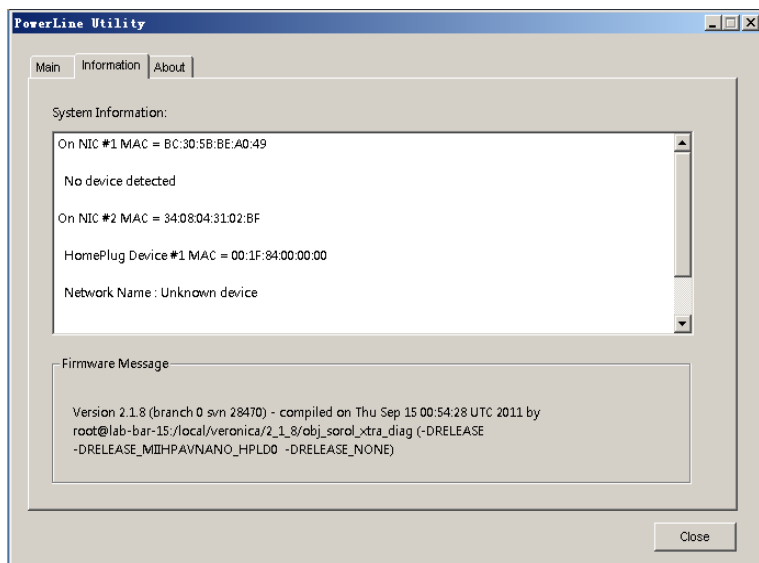 PowerLine Utility
Main Information About
System Information:
On NIC #1 MAC = BC:30:5B:BE:A0:49
No device detected
On NIC #2 MAC = 34:08:04:31:02:BF
HomePlug Device #1 MAC = 00:1F:84:00:00:00
Network Name : Unknown device
Firmware Message
Version 2.1.8 (branch 0 svn 28470) - compiled on Thu Sep 15 00:54:28 UTC 2011 by
root@lab-bar-15:/local/veronica/2_1_8/obj_sorol_xtra_diag (-DRELEASE
-DRELEASE_MIIHPAVNANO_HPLD0 -DRELEASE_NONE)
Close